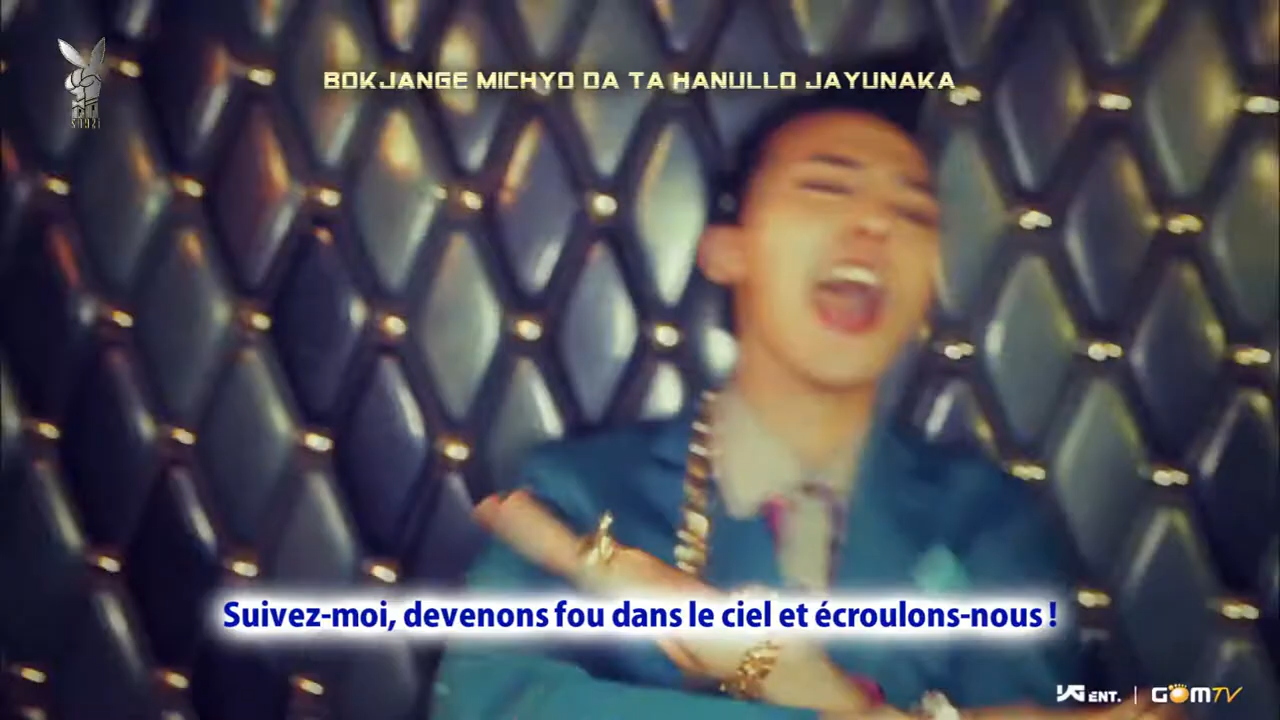 BOKJANGE MICHYO DA TA HANULLO JAYUNAKA
Suivez-moi, devenons fou dans le ciel et écroulons-nous !
YG ENT. | GOMTV